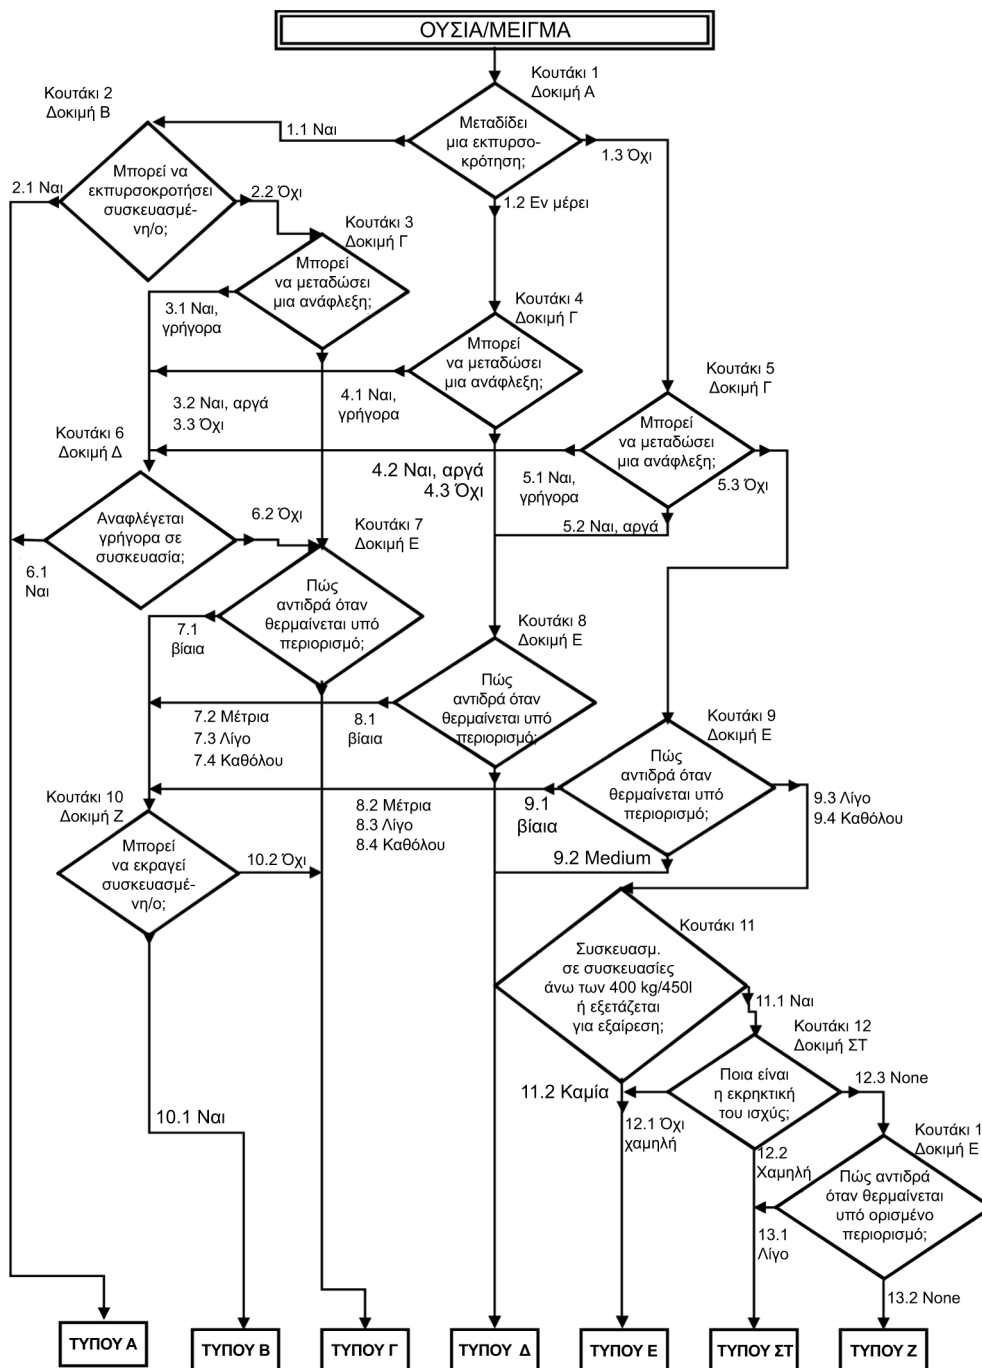 ΟΥΣΙΑ/ΜΕΙΓΜΑ
Κουτάκι 1
Δοκιμή Α
Μεταδίδει
μια εκπυρσο-
κρότηση;
1.1 Ναι
1.3 Όχι
1.2 Εν μέρει
Κουτάκι 2
Δοκιμή Β
Μπορεί να
εκπυρσοκροτήσει
συσκευασμέ-
νη/ο;
2.1 Ναι
2.2 Όχι
Κουτάκι 3
Δοκιμή Γ
Μπορεί
να μεταδώσει
μια ανάφλεξη;
3.1 Ναι,
γρήγορα
3.2 Ναι, αργά
3.3 Όχι
Κουτάκι 4
Δοκιμή Γ
Μπορεί
να μεταδώσει
μια ανάφλεξη;
4.1 Ναι,
γρήγορα
4.2 Ναι, αργά
4.3 Όχι
Κουτάκι 5
Δοκιμή Γ
Μπορεί
να μεταδώσει
μια ανάφλεξη;
5.1 Ναι,
γρήγορα
5.3 Όχι
5.2 Ναι, αργά
Κουτάκι 6
Δοκιμή Δ
Αναφλέγεται
γρήγορα σε
συσκευασία;
6.2 Όχι
6.1
Ναι
Κουτάκι 7
Δοκιμή Ε
Πώς
αντιδρά όταν
θερμαίνεται υπό
περιορισμό;
7.1
βίαια
7.2 Μέτρια
7.3 Λίγο
7.4 Καθόλου
Κουτάκι 8
Δοκιμή Ε
Πώς
αντιδρά όταν
θερμαίνεται υπό
περιορισμό;
8.1
βίαια
8.2 Μέτρια
8.3 Λίγο
8.4 Καθόλου
Κουτάκι 9
Δοκιμή Ε
Πώς
αντιδρά όταν
θερμαίνεται υπό
περιορισμό;
9.1
βίαια
9.2 Medium
9.3 Λίγο
9.4 Καθόλου
Κουτάκι 10
Δοκιμή Ζ
Μπορεί
να εκραγεί
συσκευασμέ-
νη/ο;
10.2 Όχι
10.1 Ναι
Κουτάκι 11
Συσκευασμ.
σε συσκευασίες
άνω των 400 kg/450l
ή εξετάζεται
για εξαίρεση;
11.1 Ναι
11.2 Καμία
Κουτάκι 12
Δοκιμή ΣΤ
Ποια είναι
η εκρηκτική
του ισχύς;
12.3 None
12.1 Όχι
χαμηλή
12.2
Χαμηλή
Κουτάκι 1
Δοκιμή Ε
Πώς αντιδρά
όταν θερμαίνεται
υπό ορισμένο
περιορισμό;
13.1
Λίγο
13.2 None
ΤΥΠΟΥ Α
ΤΥΠΟΥ Β
ΤΥΠΟΥ Γ
ΤΥΠΟΥ Δ
ΤΥΠΟΥ Ε
ΤΥΠΟΥ ΣΤ
ΤΥΠΟΥ Ζ